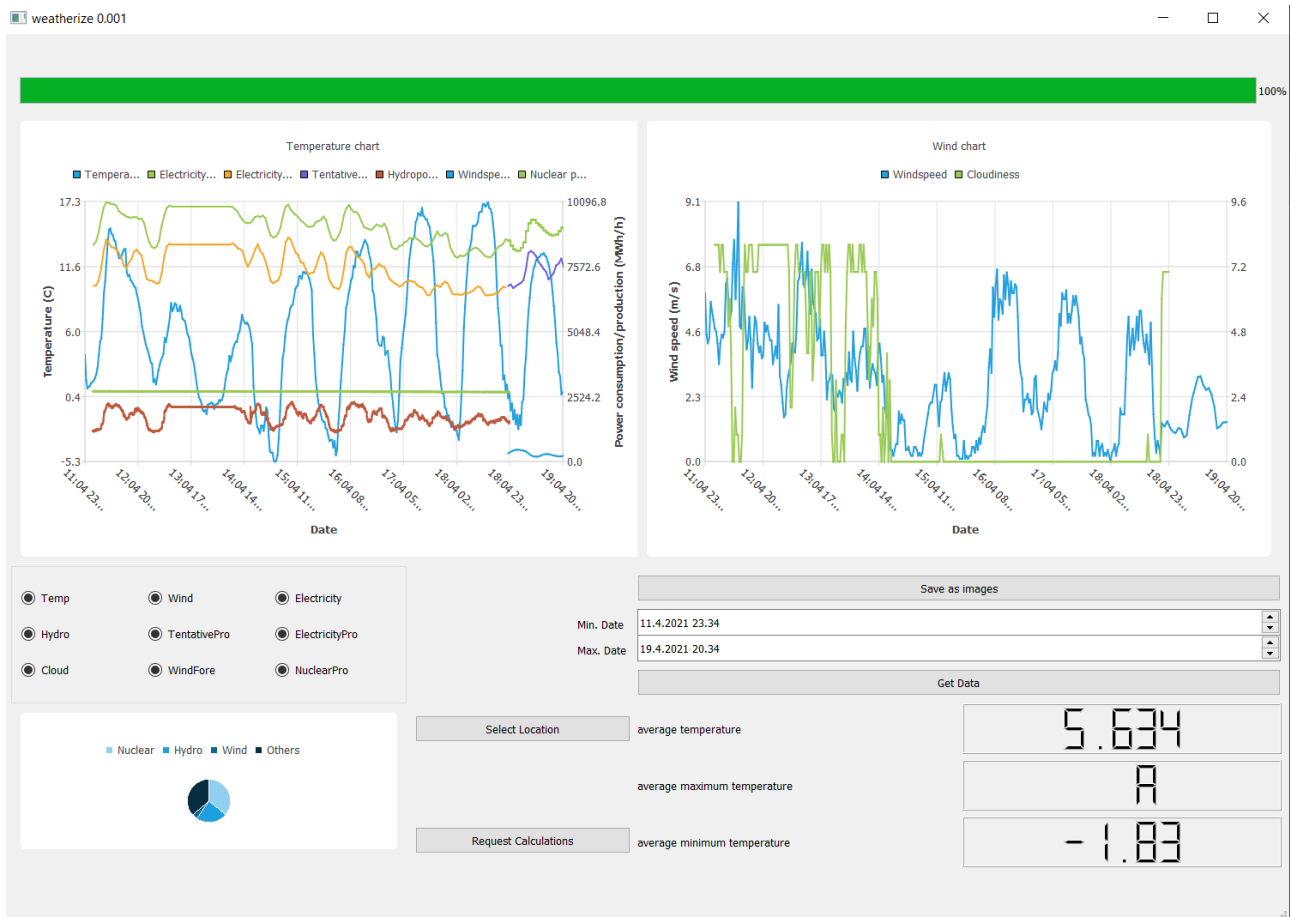 weatherize 0.001
100%
Temperature chart
Tempera... Electricity... Electricity... Tentative... Hydropo... Windspe... Nuclear p...
17.3
11.6
6.0
0.4
-5.3
Temperature (C)
10096.8
7572.6
5048.4
2524.2
0.0
Power consumption/production (MWh/h)
11:04 23... 12:04 20... 13:04 17... 14:04 14... 15:04 11... 16:04 08... 17:04 05... 18:04 02... 18:04 23... 19:04 20...
Date
Wind chart
Windspeed Cloudiness
9.1
6.8
4.6
2.3
0.0
Wind speed (m/s)
9.6
7.2
4.8
2.4
0.0
11:04 23... 12:04 20... 13:04 17... 14:04 14... 15:04 11... 16:04 08... 17:04 05... 18:04 02... 18:04 23... 19:04 20...
Date
Temp Wind Electricity
Hydro TentativePro ElectricityPro
Cloud WindFore NuclearPro
Save as images
Min. Date 11.4.2021 23.34
Max. Date 19.4.2021 20.34
Get Data
Nuclear Hydro Wind Others
Select Location
average temperature 5.634
average maximum temperature A
Request Calculations
average minimum temperature -1.83